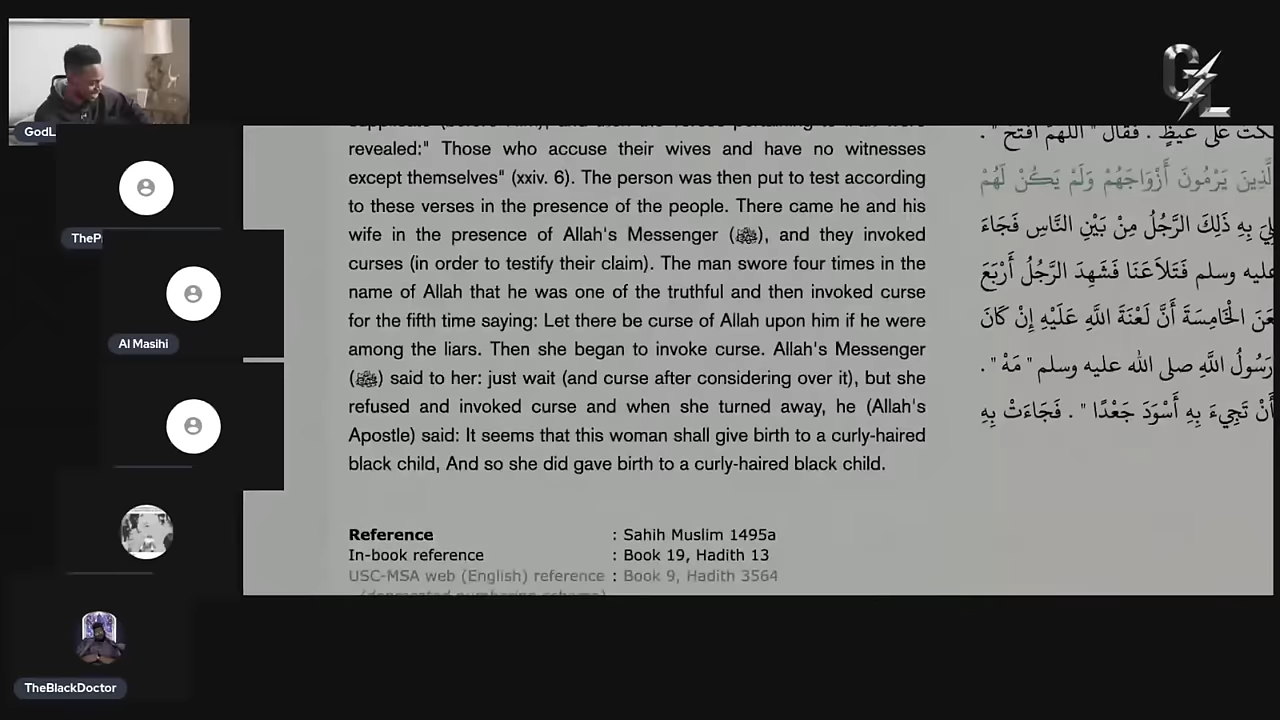 GodL
TheP
Al Masihi
TheBlackDoctor
revealed:" Those who accuse their wives and have no witnesses
except themselves" (xxiv. 6). The person was then put to test according
to these verses in the presence of the people. There came he and his
wife in the presence of Allah's Messenger (ﷺ), and they invoked
curses (in order to testify their claim). The man swore four times in the
name of Allah that he was one of the truthful and then invoked curse
for the fifth time saying: Let there be curse of Allah upon him if he were
among the liars. Then she began to invoke curse. Allah's Messenger
(ﷺ) said to her: just wait (and curse after considering over it), but she
refused and invoked curse and when she turned away, he (Allah's
Apostle) said: It seems that this woman shall give birth to a curly-haired
black child, And so she did gave birth to a curly-haired black child.
Reference : Sahih Muslim 1495a
In-book reference : Book 19, Hadith 13
USC-MSA web (English) reference : Book 9, Hadith 3564
(deprecated numbering scheme)
عَلَى غَيْظٍ . فَقَالَ " اللَّهُمَّ افْتَحْ " .
الَّذِينَ يَرْمُونَ أَزْوَاجَهُمْ وَلَمْ يَكُنْ لَهُمْ
بِهِ ذَلِكَ الرَّجُلُ مِنْ بَيْنِ النَّاسِ فَجَاءَ
عليه وسلم فَتَلاَعَنَا فَشَهِدَ الرَّجُلُ أَرْبَعَ
الْخَامِسَةَ أَنَّ لَعْنَةَ اللَّهِ عَلَيْهِ إِنْ كَانَ
رَسُولُ اللَّهِ صلى الله عليه وسلم " مَهْ " .
أَنْ تَجِيءَ بِهِ أَسْوَدَ جَعْدًا " . فَجَاءَتْ بِهِ